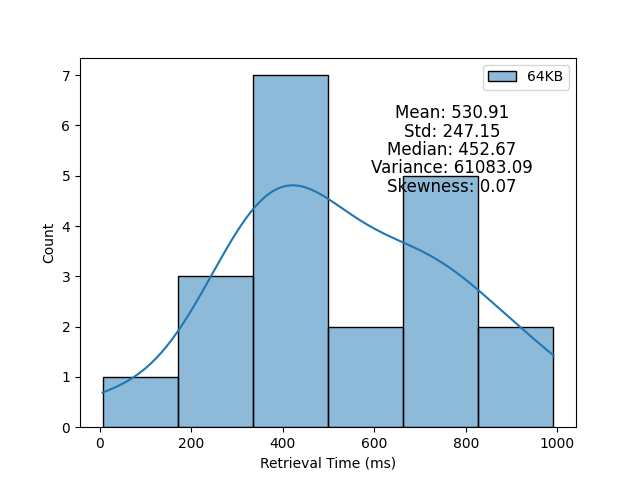 64KB
Mean: 530.91
Std: 247.15
Median: 452.67
Variance: 61083.09
Skewness: 0.07
7
6
5
4
3
2
1
0
Count
0 200 400 600 800 1000
Retrieval Time (ms)